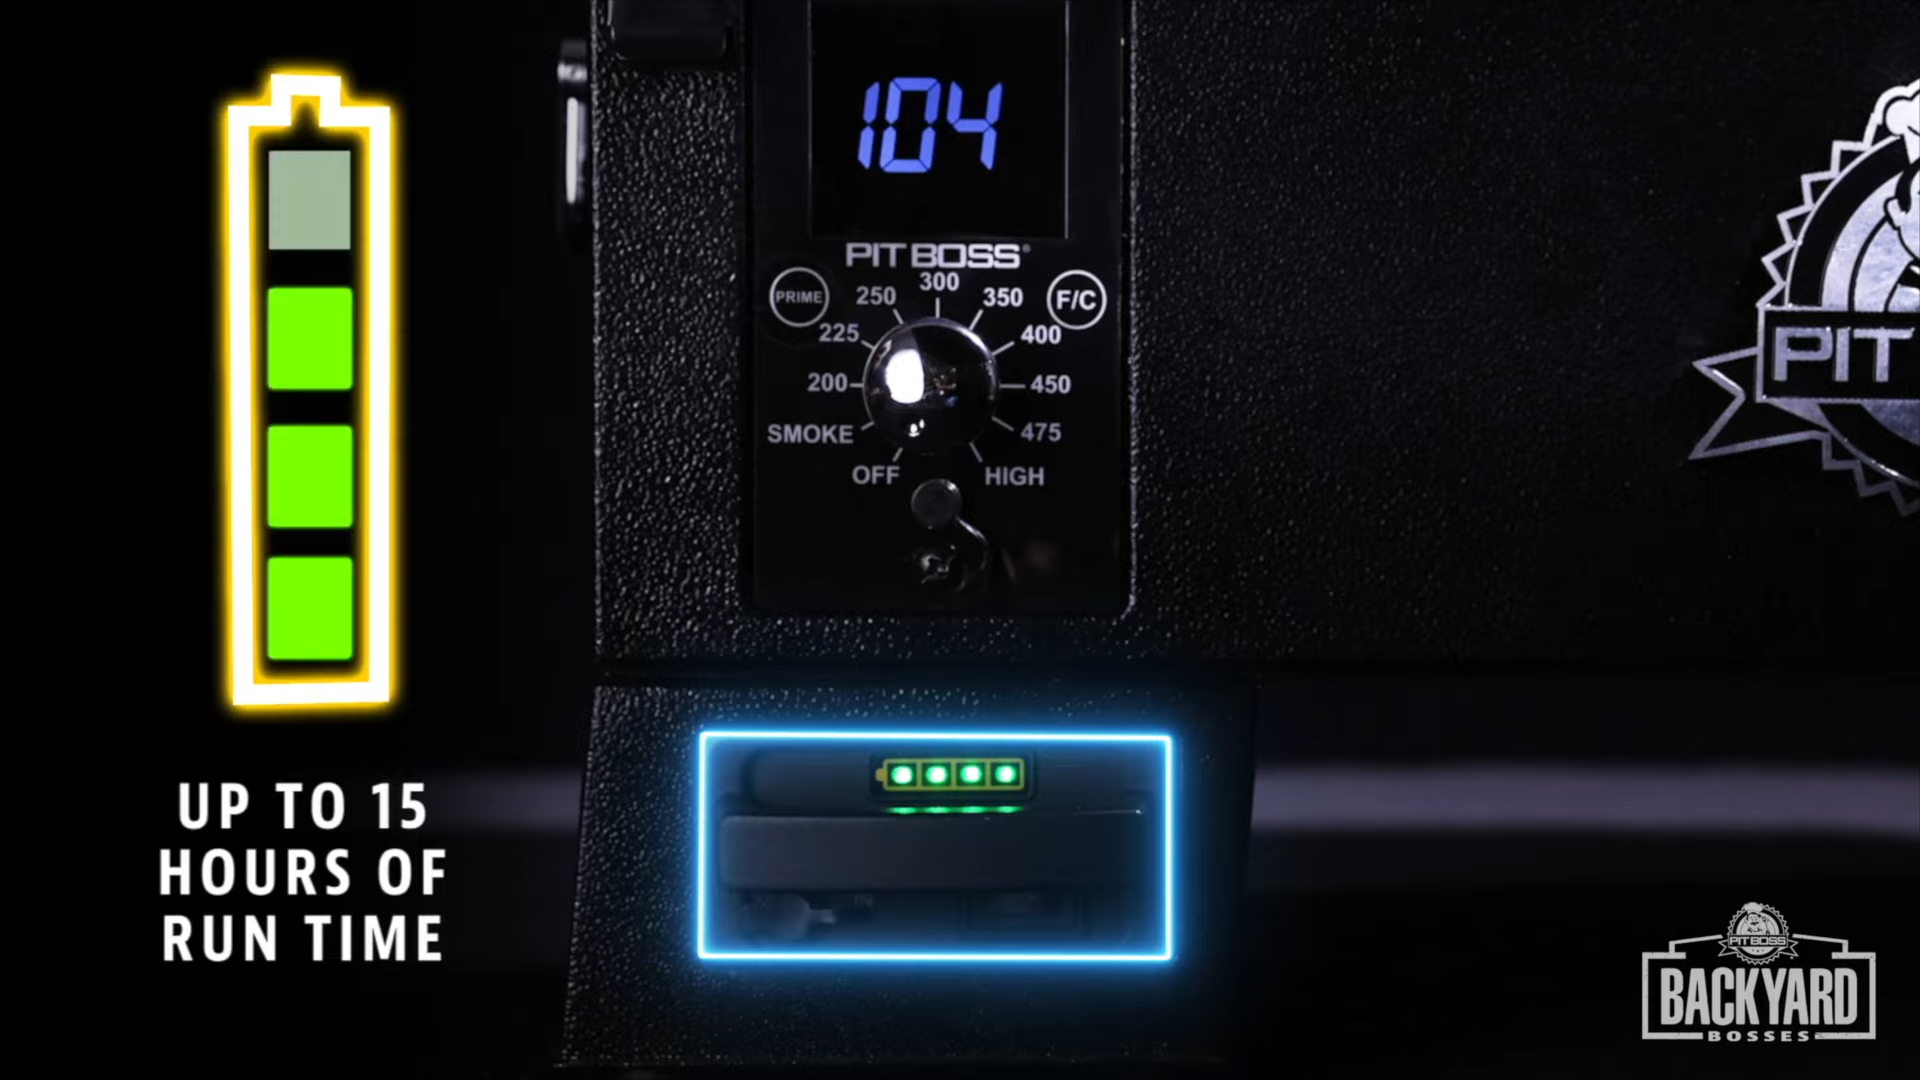 104
PIT BOSS®
PRIME
F/C
200
225
250
300
350
400
450
475
SMOKE
OFF
HIGH
PIT
UP TO 15
HOURS OF
RUN TIME
PIT BOSS
BACKYARD
BOSSES